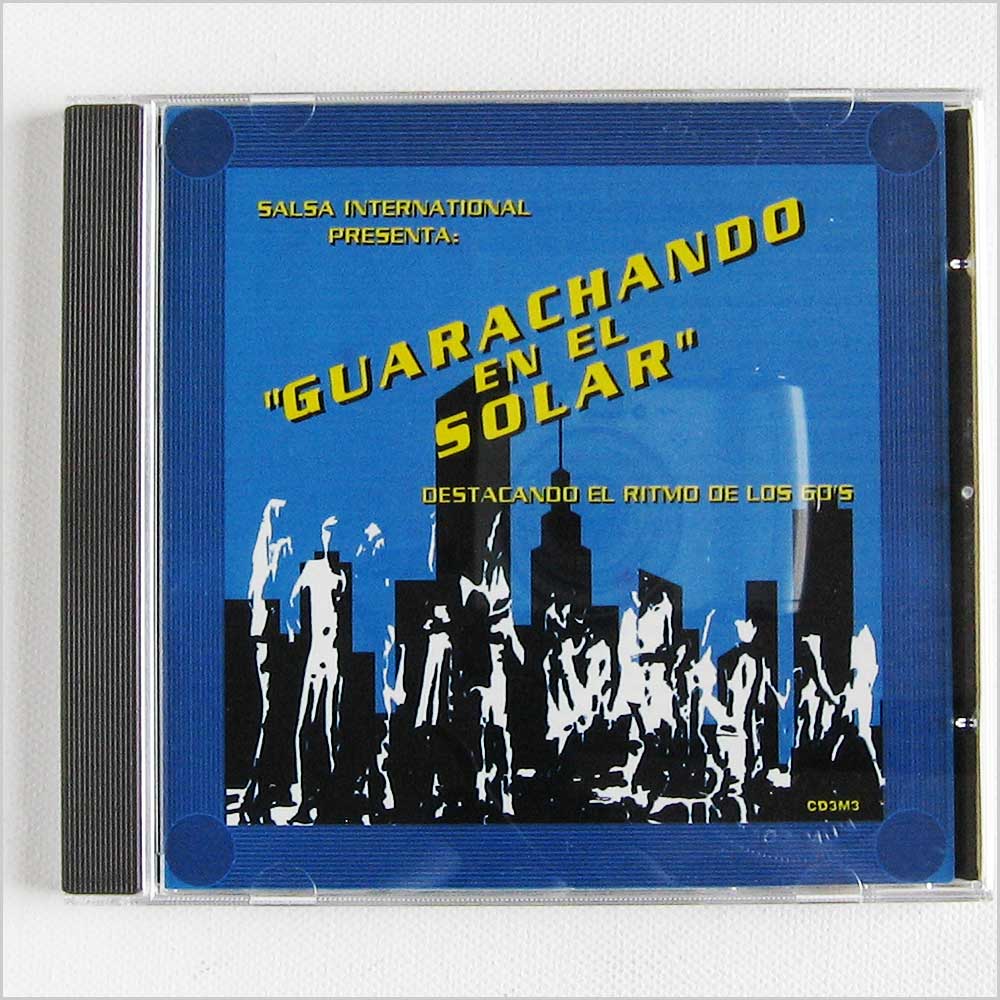 SALSA INTERNATIONAL
PRESENTA:
"GUARACHANDO
EN EL
SOLAR"
DESTACANDO EL RITMO DE LOS 60'S
CD3M3